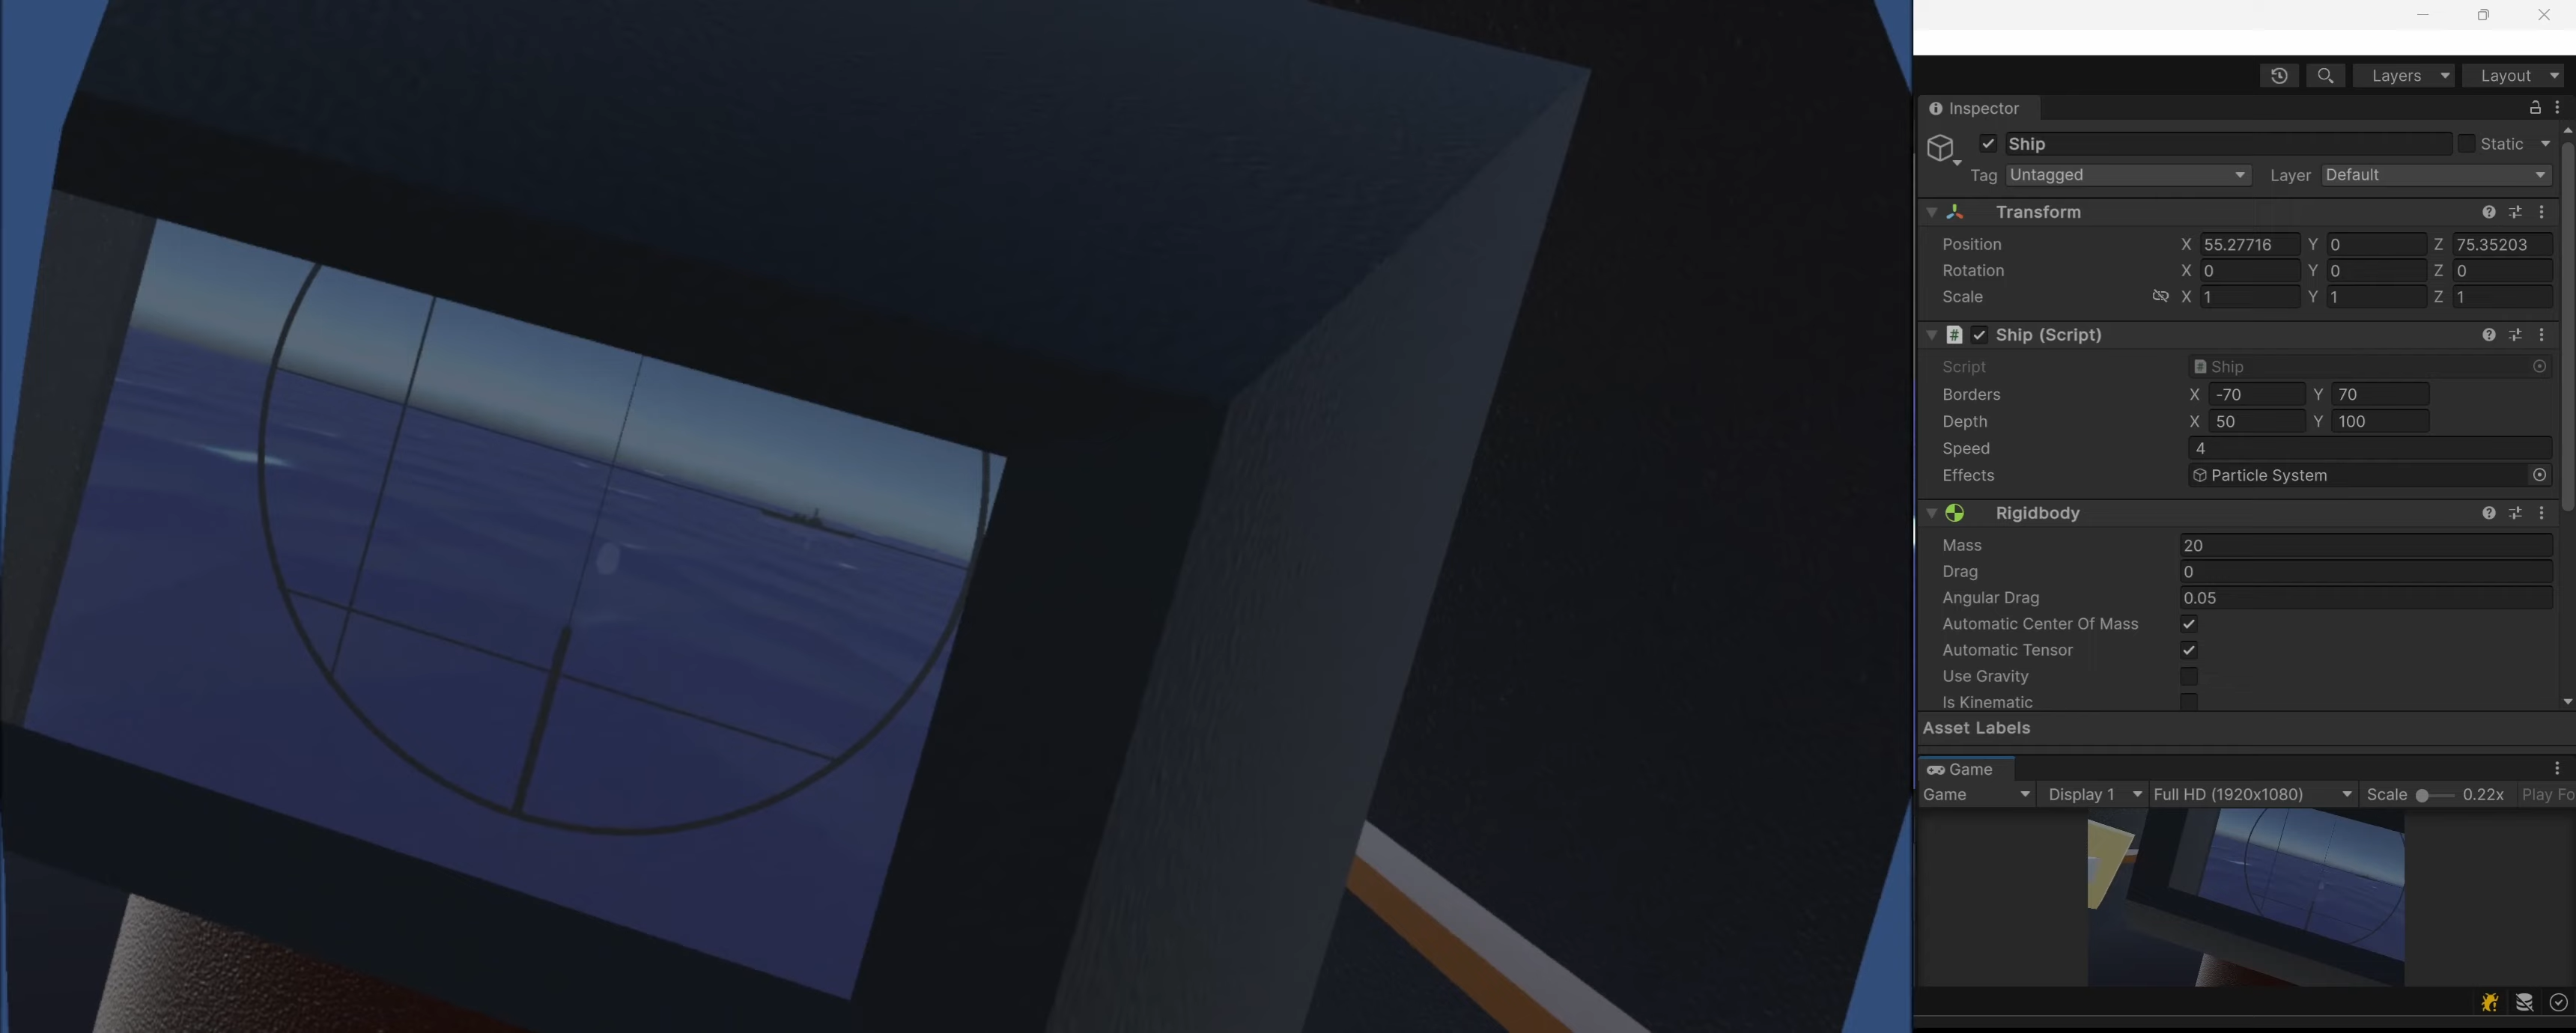 Layers Layout
Inspector
Ship Static
Tag Untagged Layer Default
Transform
Position X 55.27716 Y 0 Z 75.35203
Rotation X 0 Y 0 Z 0
Scale X 1 Y 1 Z 1
# Ship (Script)
Script # Ship
Borders X -70 Y 70
Depth X 50 Y 100
Speed 4
Effects Particle System
Rigidbody
Mass 20
Drag 0
Angular Drag 0.05
Automatic Center Of Mass
Automatic Tensor
Use Gravity
Is Kinematic
Asset Labels
Game
Game Display 1 Full HD (1920x1080) Scale 0.22x Play Fo